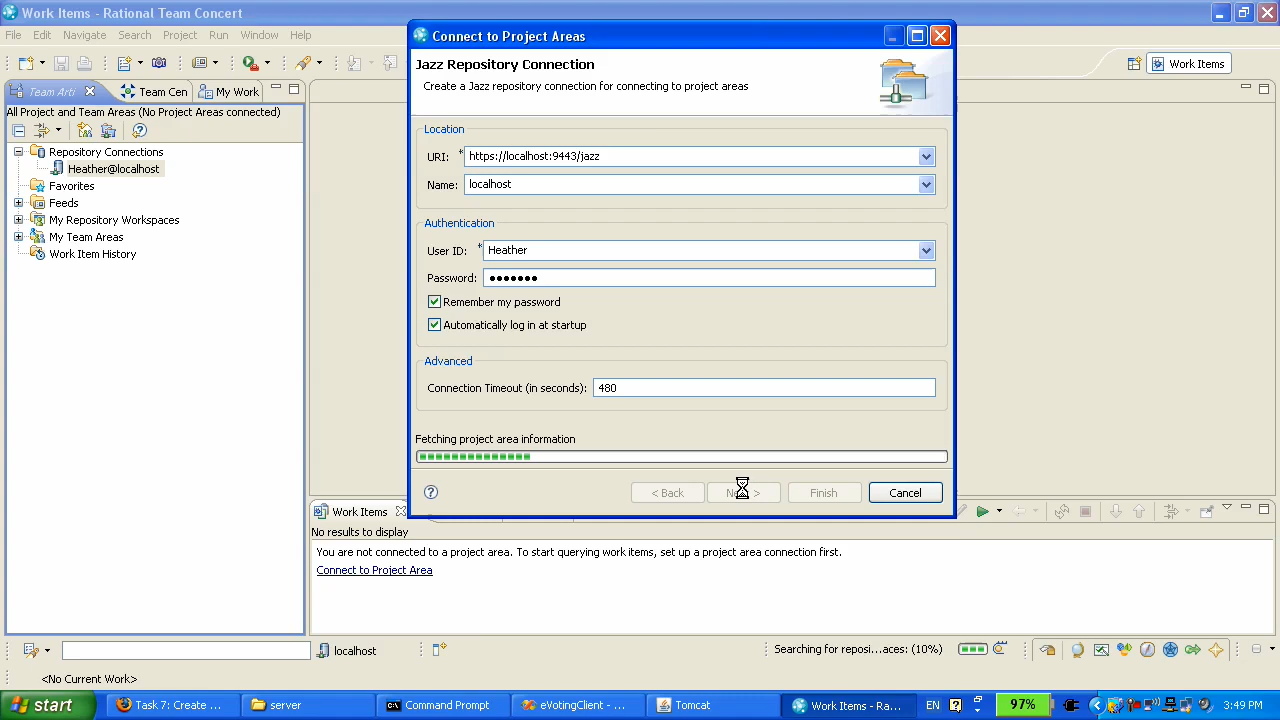 Work Items - Rational Team Concert
File Edit Navigate Search Window Help
Work Items
Team Arti Team Cen My Work
All Project and Team Areas (No Project Areas connected)
Repository Connections
Heather@localhost
Favorites
Feeds
My Repository Workspaces
My Team Areas
Work Item History
Connect to Project Areas
Jazz Repository Connection
Create a Jazz repository connection for connecting to project areas
Location
URI: * https://localhost:9443/jazz
Name: localhost
Authentication
User ID: * Heather
Password: ●●●●●●●
Remember my password
Automatically log in at startup
Advanced
Connection Timeout (in seconds): 480
Fetching project area information
< Back > Finish Cancel
Work Items
No results to display
You are not connected to a project area. To start querying work items, set up a project area connection first.
Connect to Project Area
localhost
Searching for reposi...aces: (10%)
<No Current Work>
start Task 7: Create ... server Command Prompt eVotingClient - ... Tomcat Work Items - Ra... EN 97% 3:49 PM